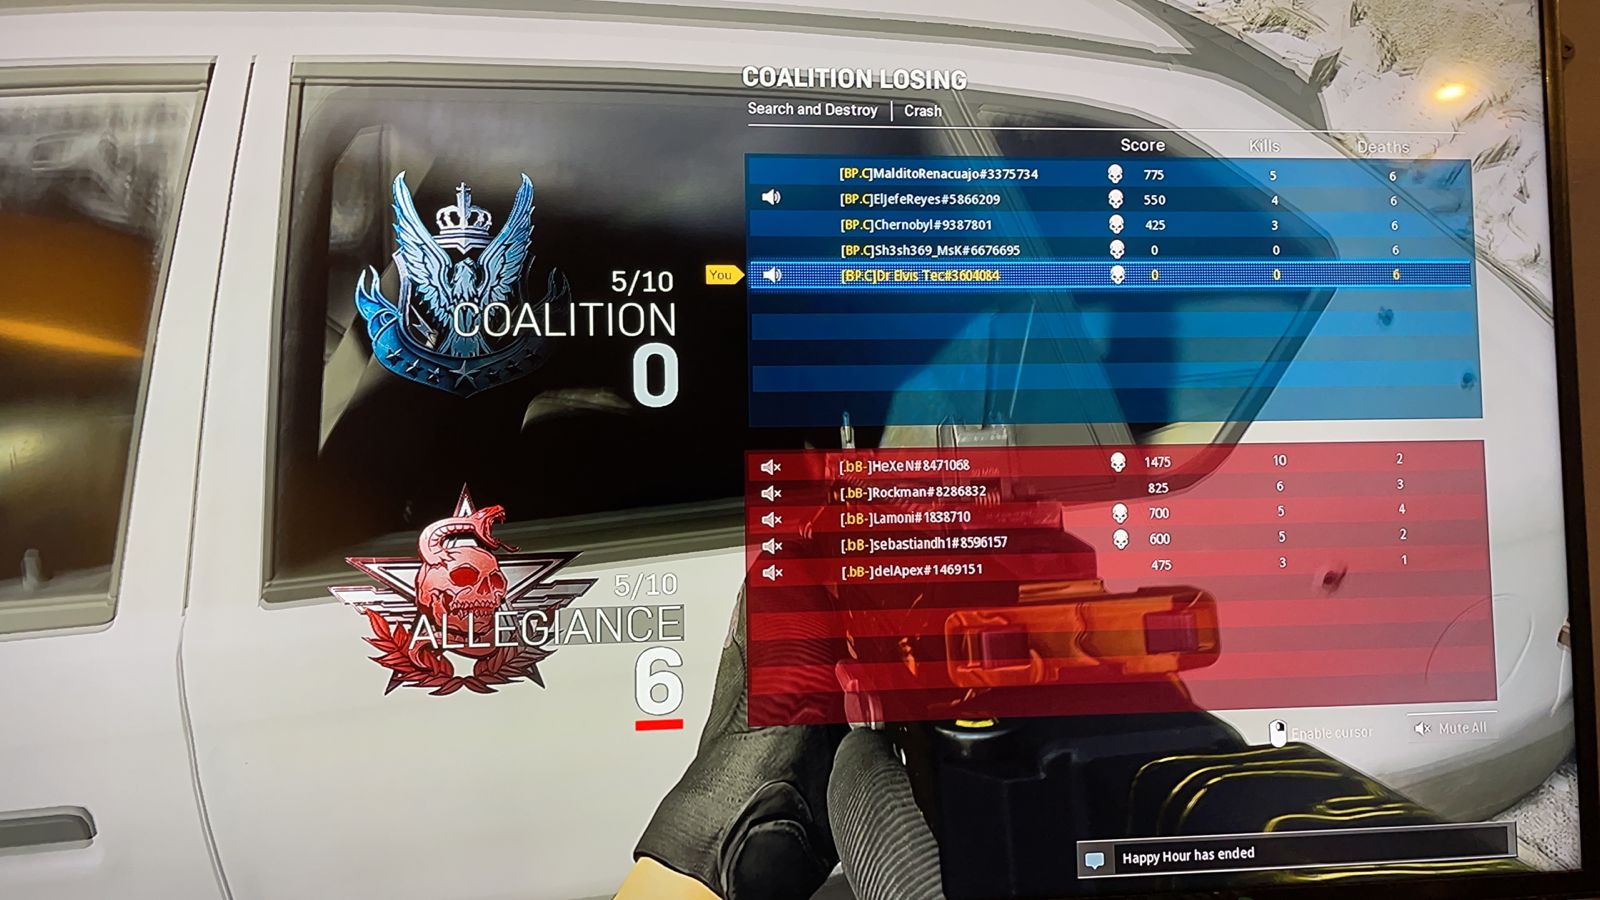 COALITION LOSING
Search and Destroy | Crash
Score Kills Deaths
[BP.C]MalditoRenacuajo#3375734 775 5 6
[BP.C]ElJefeReyes#5866209 550 4 6
[BP.C]Chernobyl#9387801 425 3 6
[BP.C]Sh3sh369_MsK#6676695 0 0 6
You [BP.C]Dr Elvis Tec#3604084 0 0 6
5/10
COALITION
0
[.bB-]HeXeN#8471068 1475 10 2
[.bB-]Rockman#8286832 825 6 3
[.bB-]Lamoni#1838710 700 5 4
[.bB-]sebastiandh1#8596157 600 5 2
[.bB-]delApex#1469151 475 3 1
5/10
ALLEGIANCE
6
Enable cursor Mute All
Happy Hour has ended